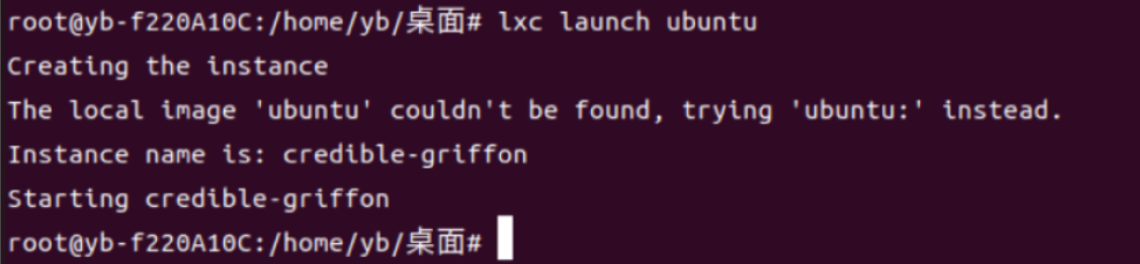 root@yb-f220A10C:/home/yb/桌面# lxc launch ubuntu
Creating the instance
The local image 'ubuntu' couldn't be found, trying 'ubuntu:' instead.
Instance name is: credible-griffon
Starting credible-griffon
root@yb-f220A10C:/home/yb/桌面#